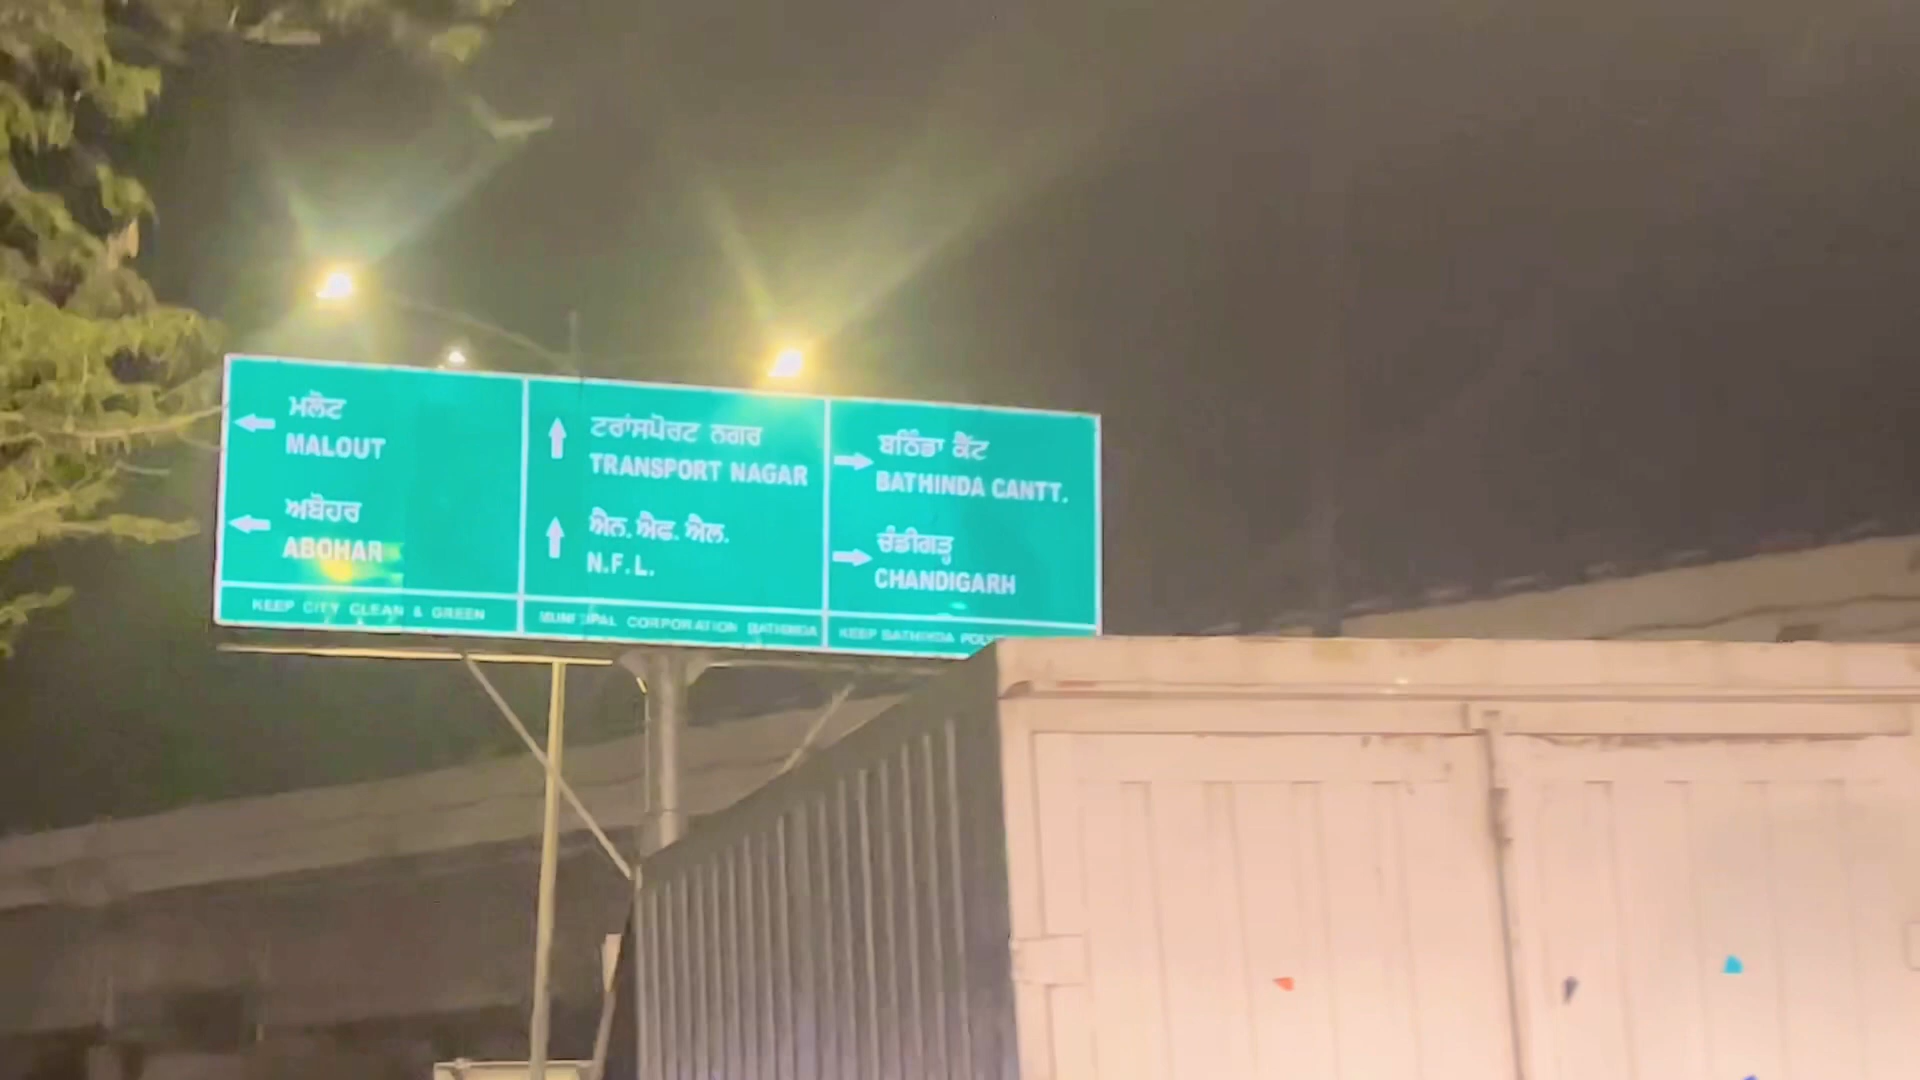 ਮਲੋਟ
MALOUT
ਅਬੋਹਰ
ABOHAR
KEEP CITY CLEAN & GREEN
ਟਰਾਂਸਪੋਰਟ ਨਗਰ
TRANSPORT NAGAR
ਐਨ. ਐਫ. ਐਲ.
N.F.L.
MUNICIPAL CORPORATION BATHINDA
ਬਠਿੰਡਾ ਕੈਂਟ
BATHINDA CANTT.
ਚੰਡੀਗੜ੍ਹ
CHANDIGARH
KEEP BATHINDA